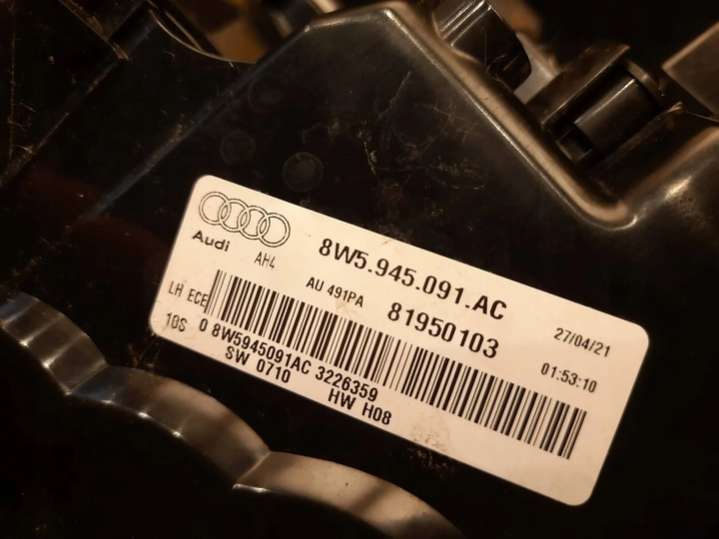 Audi
AH4
8W5.945.091.AC
AU 491PA
81950103
27/04/21
LH ECE
01:53:10
10S
0 8W5945091AC 3226359
SW 0710
HW H08